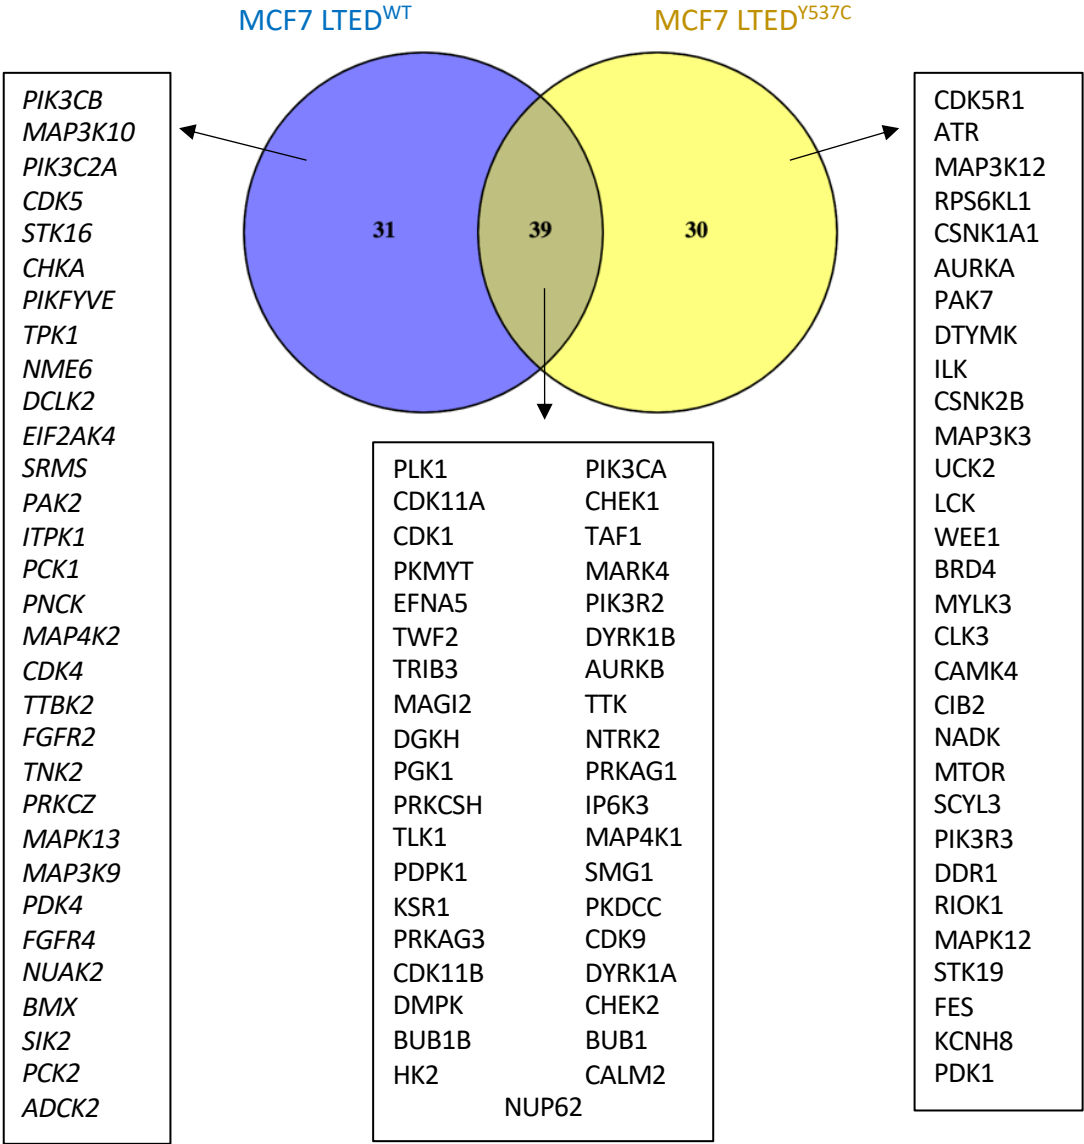 MCF7 LTED^WT
MCF7 LTED^Y537C
31
39
30
PIK3CB
MAP3K10
PIK3C2A
CDK5
STK16
CHKA
PIKFYVE
TPK1
NME6
DCLK2
EIF2AK4
SRMS
PAK2
ITPK1
PCK1
PNCK
MAP4K2
CDK4
TTBK2
FGFR2
TNK2
PRKCZ
MAPK13
MAP3K9
PDK4
FGFR4
NUAK2
BMX
SIK2
PCK2
ADCK2
PLK1 PIK3CA
CDK11A CHEK1
CDK1 TAF1
PKMYT MARK4
EFNA5 PIK3R2
TWF2 DYRK1B
TRIB3 AURKB
MAGI2 TTK
DGKH NTRK2
PGK1 PRKAG1
PRKCSH IP6K3
TLK1 MAP4K1
PDPK1 SMG1
KSR1 PKDCC
PRKAG3 CDK9
CDK11B DYRK1A
DMPK CHEK2
BUB1B BUB1
HK2 CALM2
NUP62
CDK5R1
ATR
MAP3K12
RPS6KL1
CSNK1A1
AURKA
PAK7
DTYMK
ILK
CSNK2B
MAP3K3
UCK2
LCK
WEE1
BRD4
MYLK3
CLK3
CAMK4
CIB2
NADK
MTOR
SCYL3
PIK3R3
DDR1
RIOK1
MAPK12
STK19
FES
KCNH8
PDK1